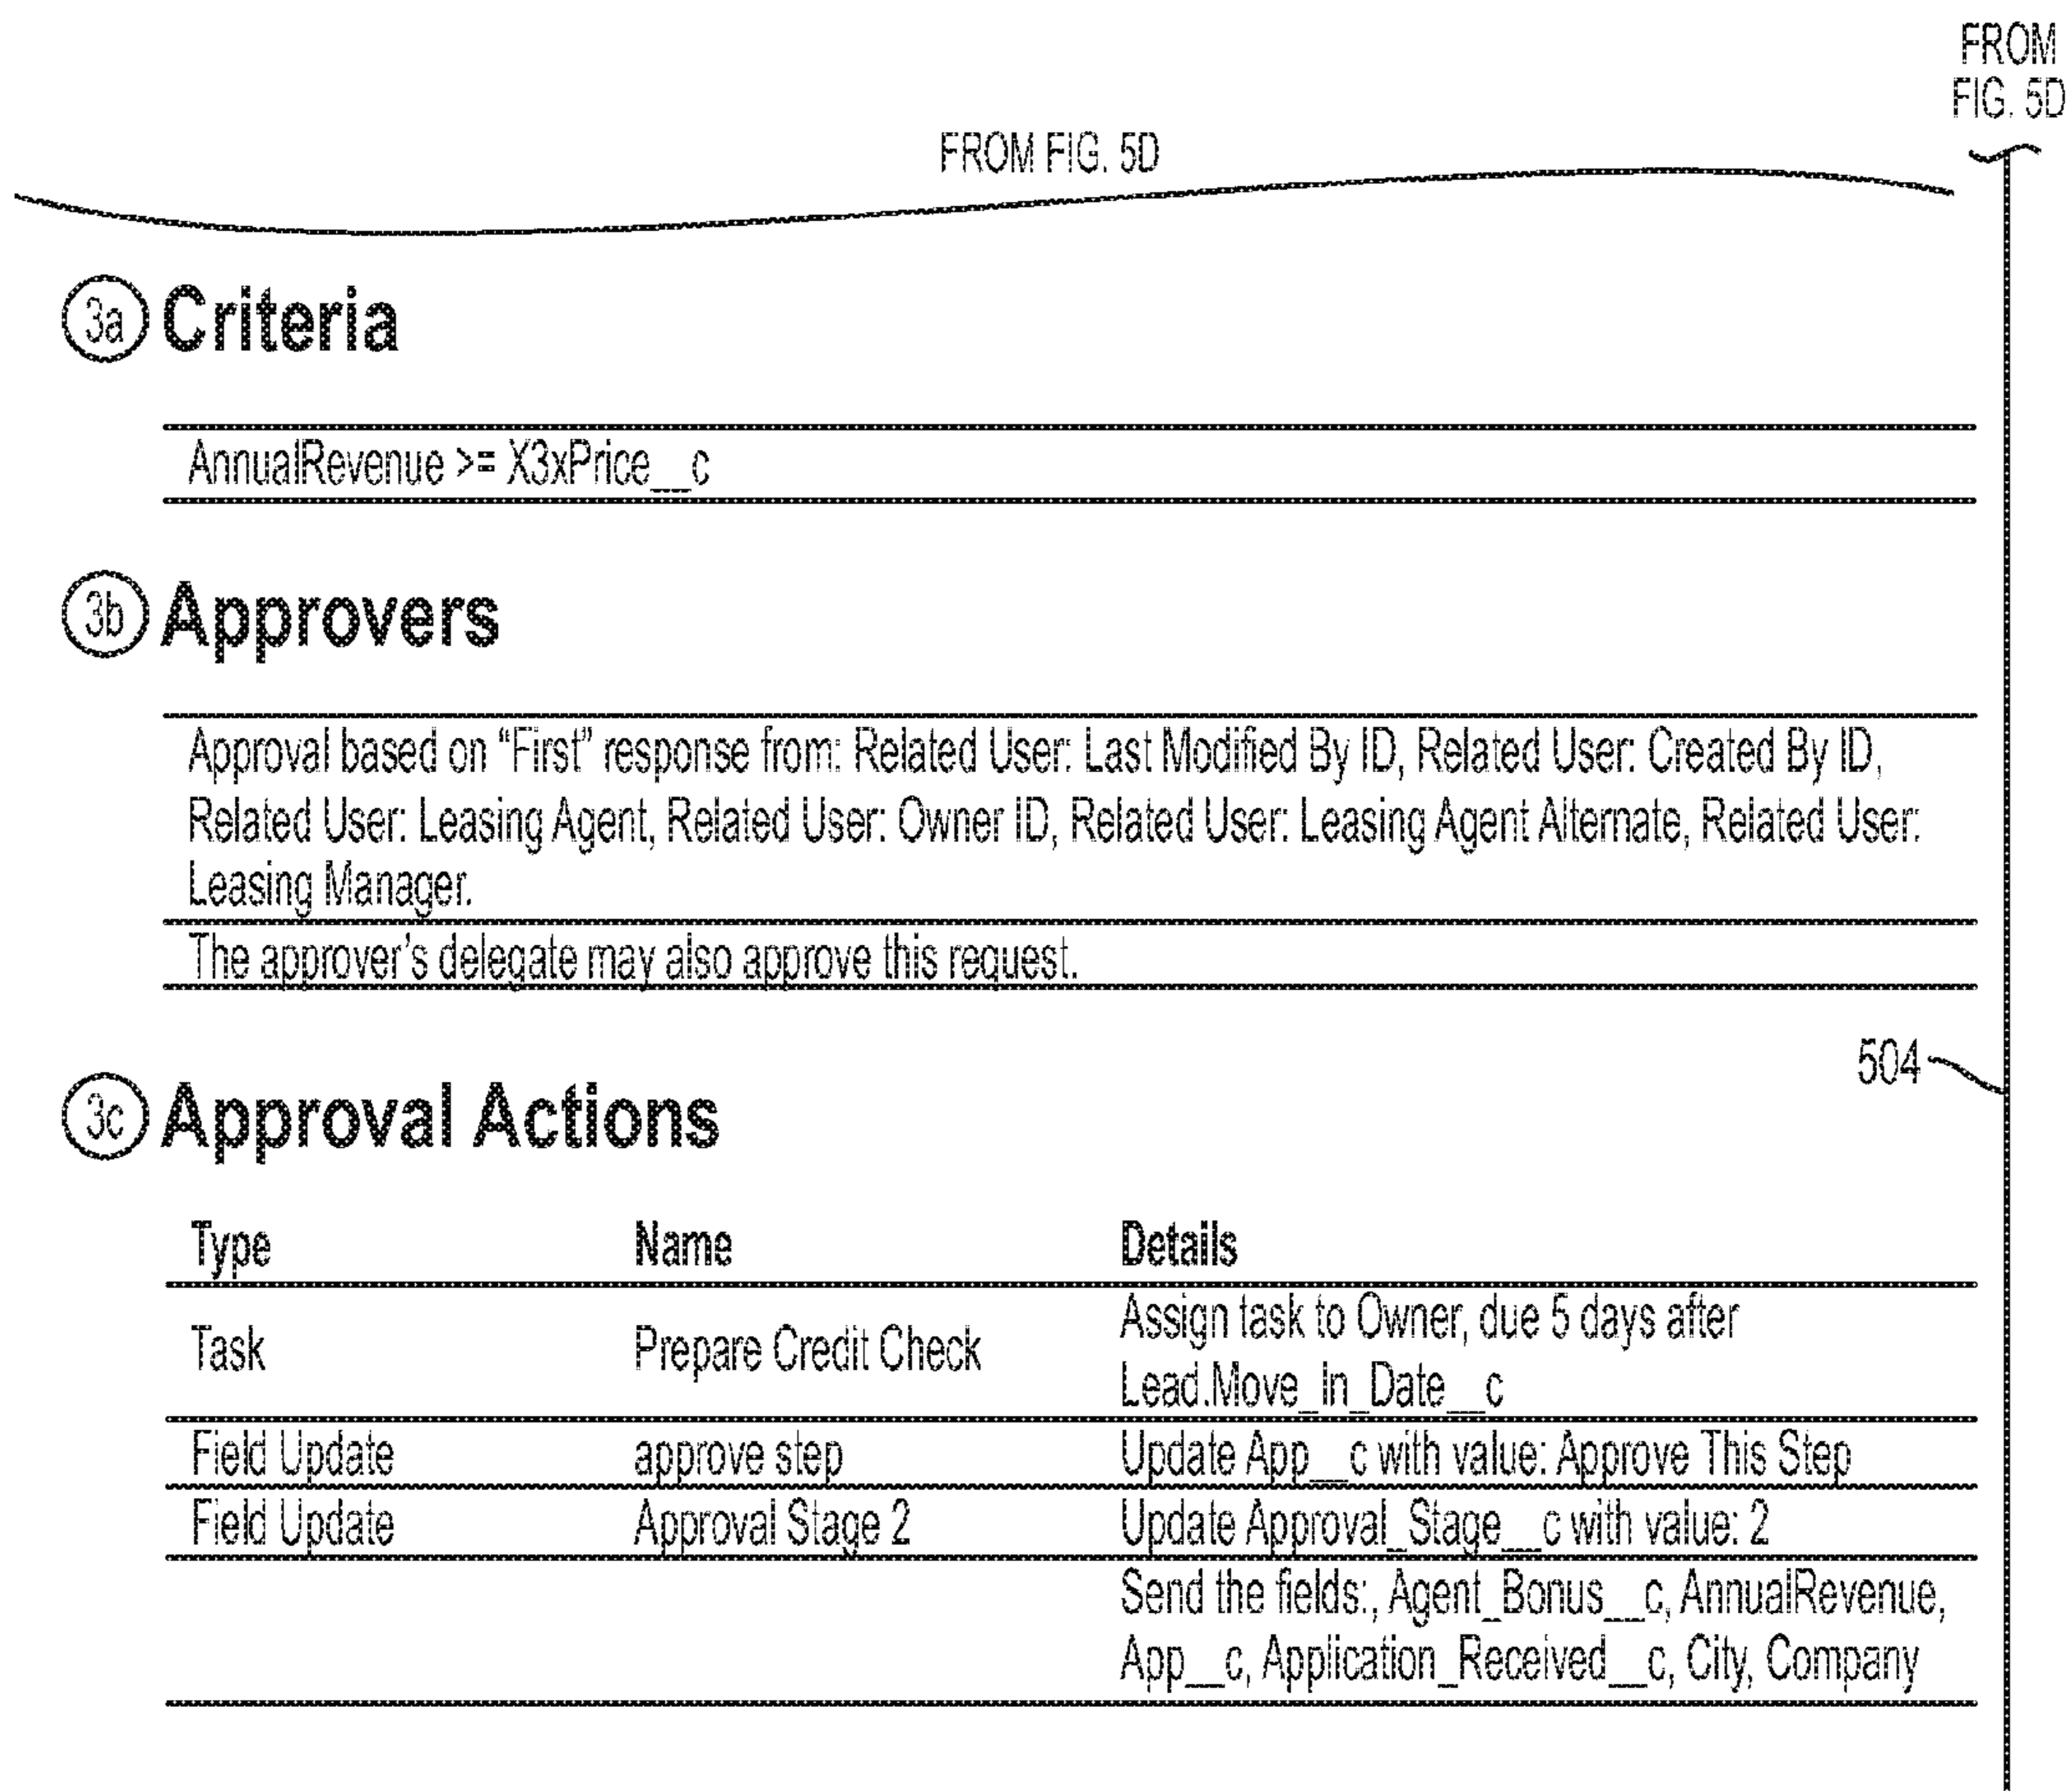 FROM
FIG. 5D
FROM FIG. 5D
3a Criteria
AnnualRevenue >= X3xPrice__c
3b Approvers
Approval based on “First” response from: Related User: Last Modified By ID, Related User: Created By ID,
Related User: Leasing Agent, Related User: Owner ID, Related User: Leasing Agent Alternate, Related User:
Leasing Manager.
The approver’s delegate may also approve this request.
504
3c Approval Actions
Type Name Details
Task Prepare Credit Check Assign task to Owner, due 5 days after
Lead.Move_In_Date__c
Field Update approve step Update App__c with value: Approve This Step
Field Update Approval Stage 2 Update Approval_Stage__c with value: 2
Send the fields:, Agent_Bonus__c, AnnualRevenue,
App__c, Application_Received__c, City, Company